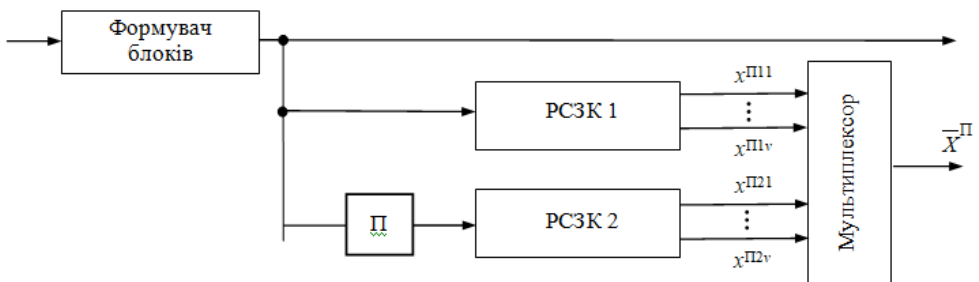 Формувач
блоків
РСЗК 1
x^П11
⋮
x^П1v
П
РСЗК 2
x^П21
⋮
x^П2v
Мультиплексор
X̅^П